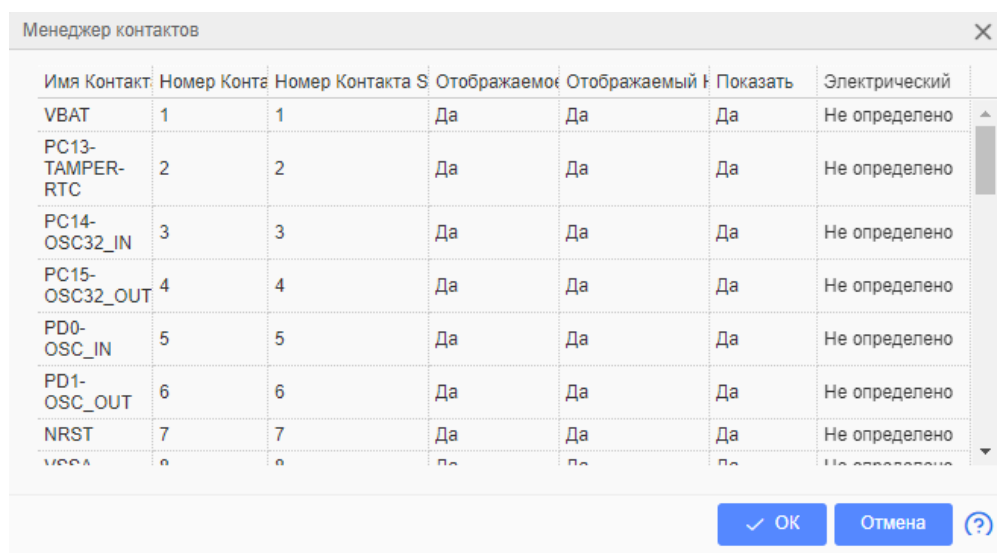 Менеджер контактов
Имя Контакт Номер Конта Номер Контакта S Отображаемое Отображаемый Н Показать Электрический
VBAT 1 1 Да Да Да Не определено
PC13-
TAMPER- 2 2 Да Да Да Не определено
RTC
PC14-
OSC32_IN 3 3 Да Да Да Не определено
PC15-
OSC32_OUT 4 4 Да Да Да Не определено
PD0-
OSC_IN 5 5 Да Да Да Не определено
PD1-
OSC_OUT 6 6 Да Да Да Не определено
NRST 7 7 Да Да Да Не определено
OK Отмена ?